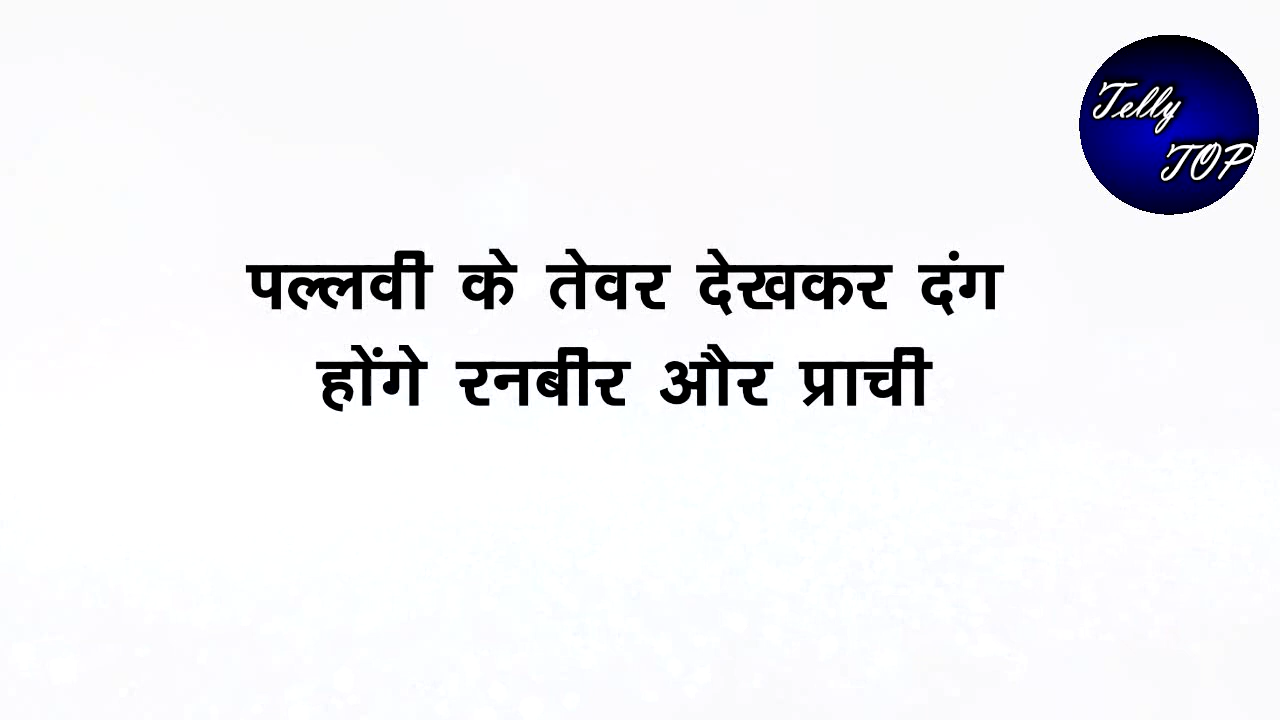 Telly
TOP
पल्लवी के तेवर देखकर दंग
होंगे रनबीर और प्राची